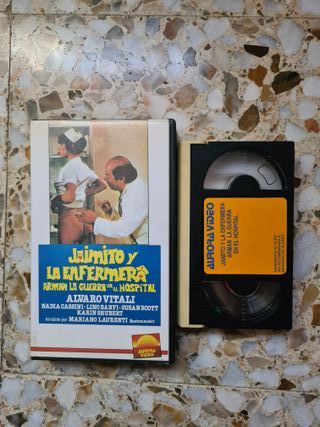 JAIMITO Y
LA ENFERMERA
ARMAN LA GUERRA en el HOSPITAL
ALVARO VITALI
NADIA CASSINI · LINO BANFI · SUSAN SCOTT
KARIN SHUBERT
dirigida por MARIANO LAURENTI Eastmancolor
AURORA
VIDEO
AURORA VIDEO
JAIMITO Y LA ENFERMERA
ARMAN LA GUERRA
EN EL HOSPITAL